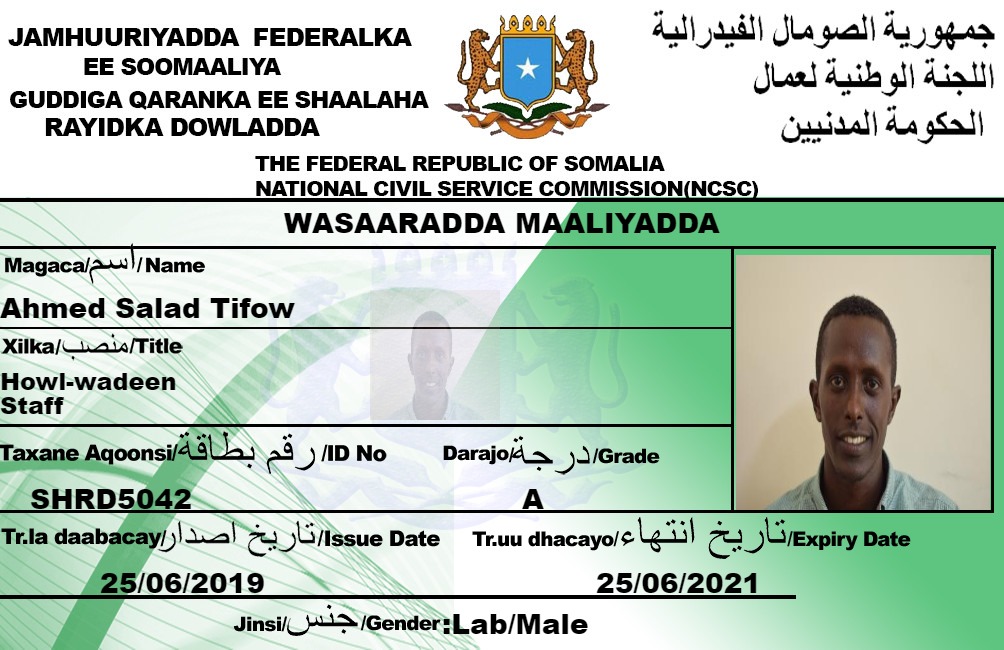 JAMHUURIYADDA FEDERALKA
EE SOOMAALIYA
GUDDIGA QARANKA EE SHAALAHA
RAYIDKA DOWLADDA
جمهورية الصومال الفيدرالية
اللجنة الوطنية لعمال
الحكومة المدنيين
THE FEDERAL REPUBLIC OF SOMALIA
NATIONAL CIVIL SERVICE COMMISSION(NCSC)
WASAARADDA MAALIYADDA
Magaca/اسم/Name
Ahmed Salad Tifow
Xilka/منصب/Title
Howl-wadeen
Staff
Taxane Aqoonsi/رقم بطاقة/ID No Darajo/درجة/Grade
SHRD5042 A
Tr.la daabacay/تاريخ اصدار/Issue Date Tr.uu dhacayo/تاريخ انتهاء/Expiry Date
25/06/2019 25/06/2021
Jinsi/جنس/Gender:Lab/Male